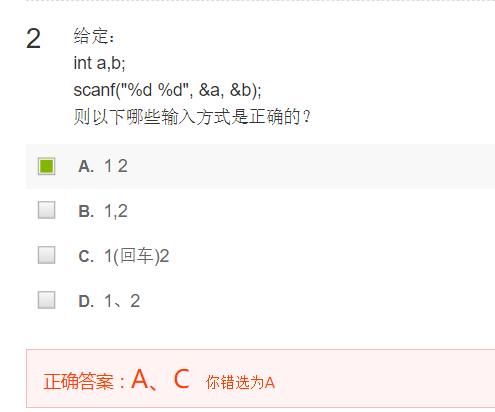 2 给定：
int a,b;
scanf("%d %d", &a, &b);
则以下哪些输入方式是正确的？
A. 1 2
B. 1,2
C. 1(回车)2
D. 1、2
正确答案：A、C 你错选为A